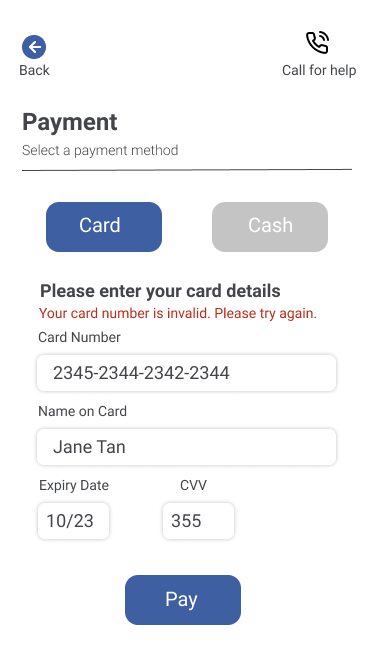 Back
Call for help
Payment
Select a payment method
Card
Cash
Please enter your card details
Your card number is invalid. Please try again.
Card Number
2345-2344-2342-2344
Name on Card
Jane Tan
Expiry Date
CVV
10/23
355
Pay